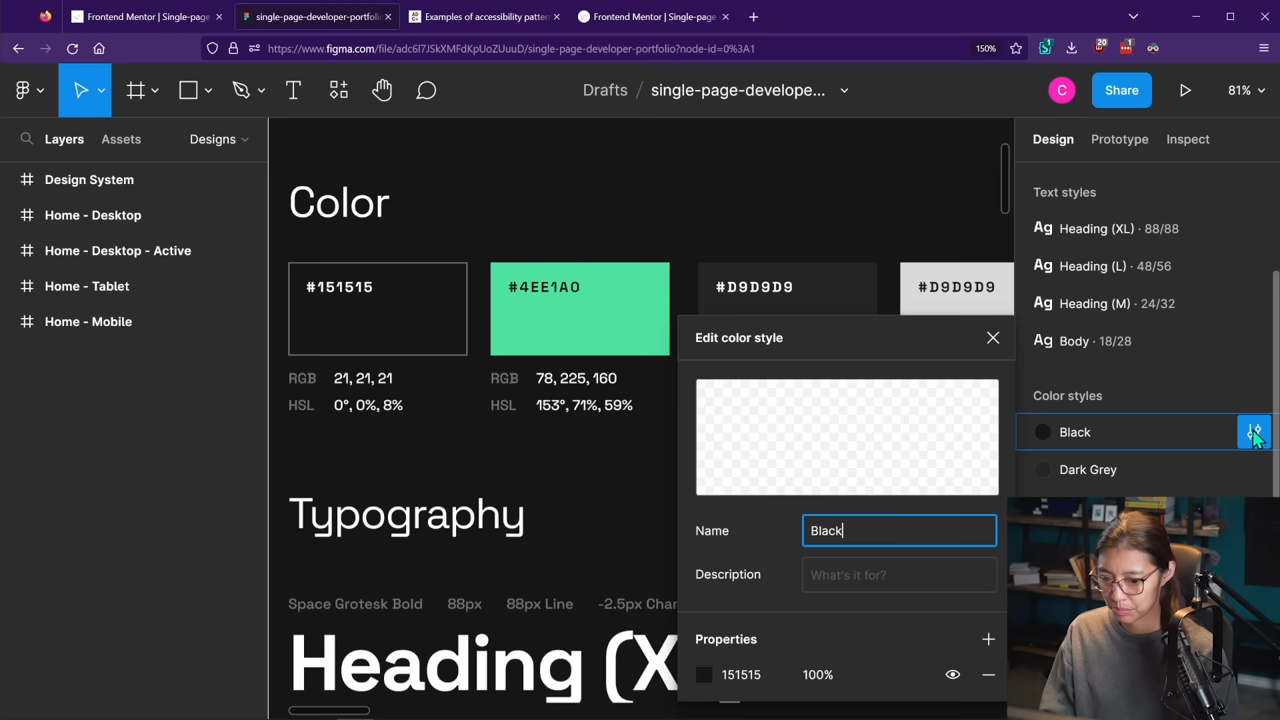 Frontend Mentor | Single-page
single-page-developer-portfolio
Examples of accessibility patter
Frontend Mentor | Single-page
https://www.figma.com/file/adc6I7JSkXMFdKpUoZUuuD/single-page-developer-portfolio?node-id=0%3A1
150%
20
1
Drafts / single-page-develope...
C
Share
81%
Layers
Assets
Designs
Design System
Home - Desktop
Home - Desktop - Active
Home - Tablet
Home - Mobile
Color
#151515
#4EE1A0
#D9D9D9
#D9D9D9
RGB 21, 21, 21
HSL 0°, 0%, 8%
RGB 78, 225, 160
HSL 153°, 71%, 59%
Typography
Space Grotesk Bold 88px 88px Line -2.5px Char
Heading (X
Edit color style
Name
Black
Description
What's it for?
Properties
151515
100%
Design
Prototype
Inspect
Text styles
Ag Heading (XL) · 88/88
Ag Heading (L) · 48/56
Ag Heading (M) · 24/32
Ag Body · 18/28
Color styles
Black
Dark Grey